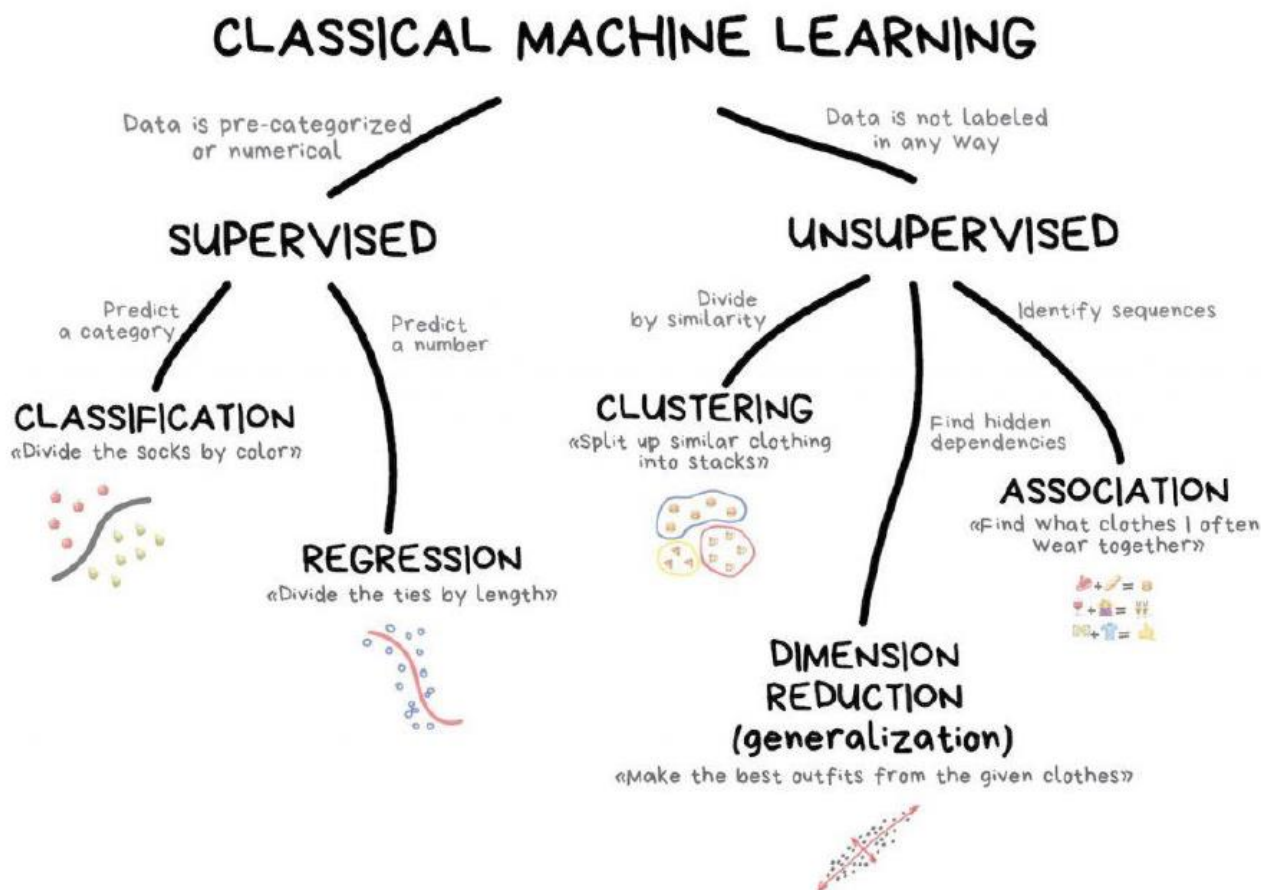 CLASSICAL MACHINE LEARNING
Data is pre-categorized
or numerical
Data is not labeled
in any way
SUPERVISED
UNSUPERVISED
Predict
a category
Predict
a number
Divide
by similarity
Identify sequences
CLASSIFICATION
«Divide the socks by color»
CLUSTERING
«Split up similar clothing
into stacks»
Find hidden
dependencies
ASSOCIATION
«Find what clothes I often
wear together»
REGRESSION
«Divide the ties by length»
+ =
+ =
+ =
DIMENSION
REDUCTION
(generalization)
«Make the best outfits from the given clothes»